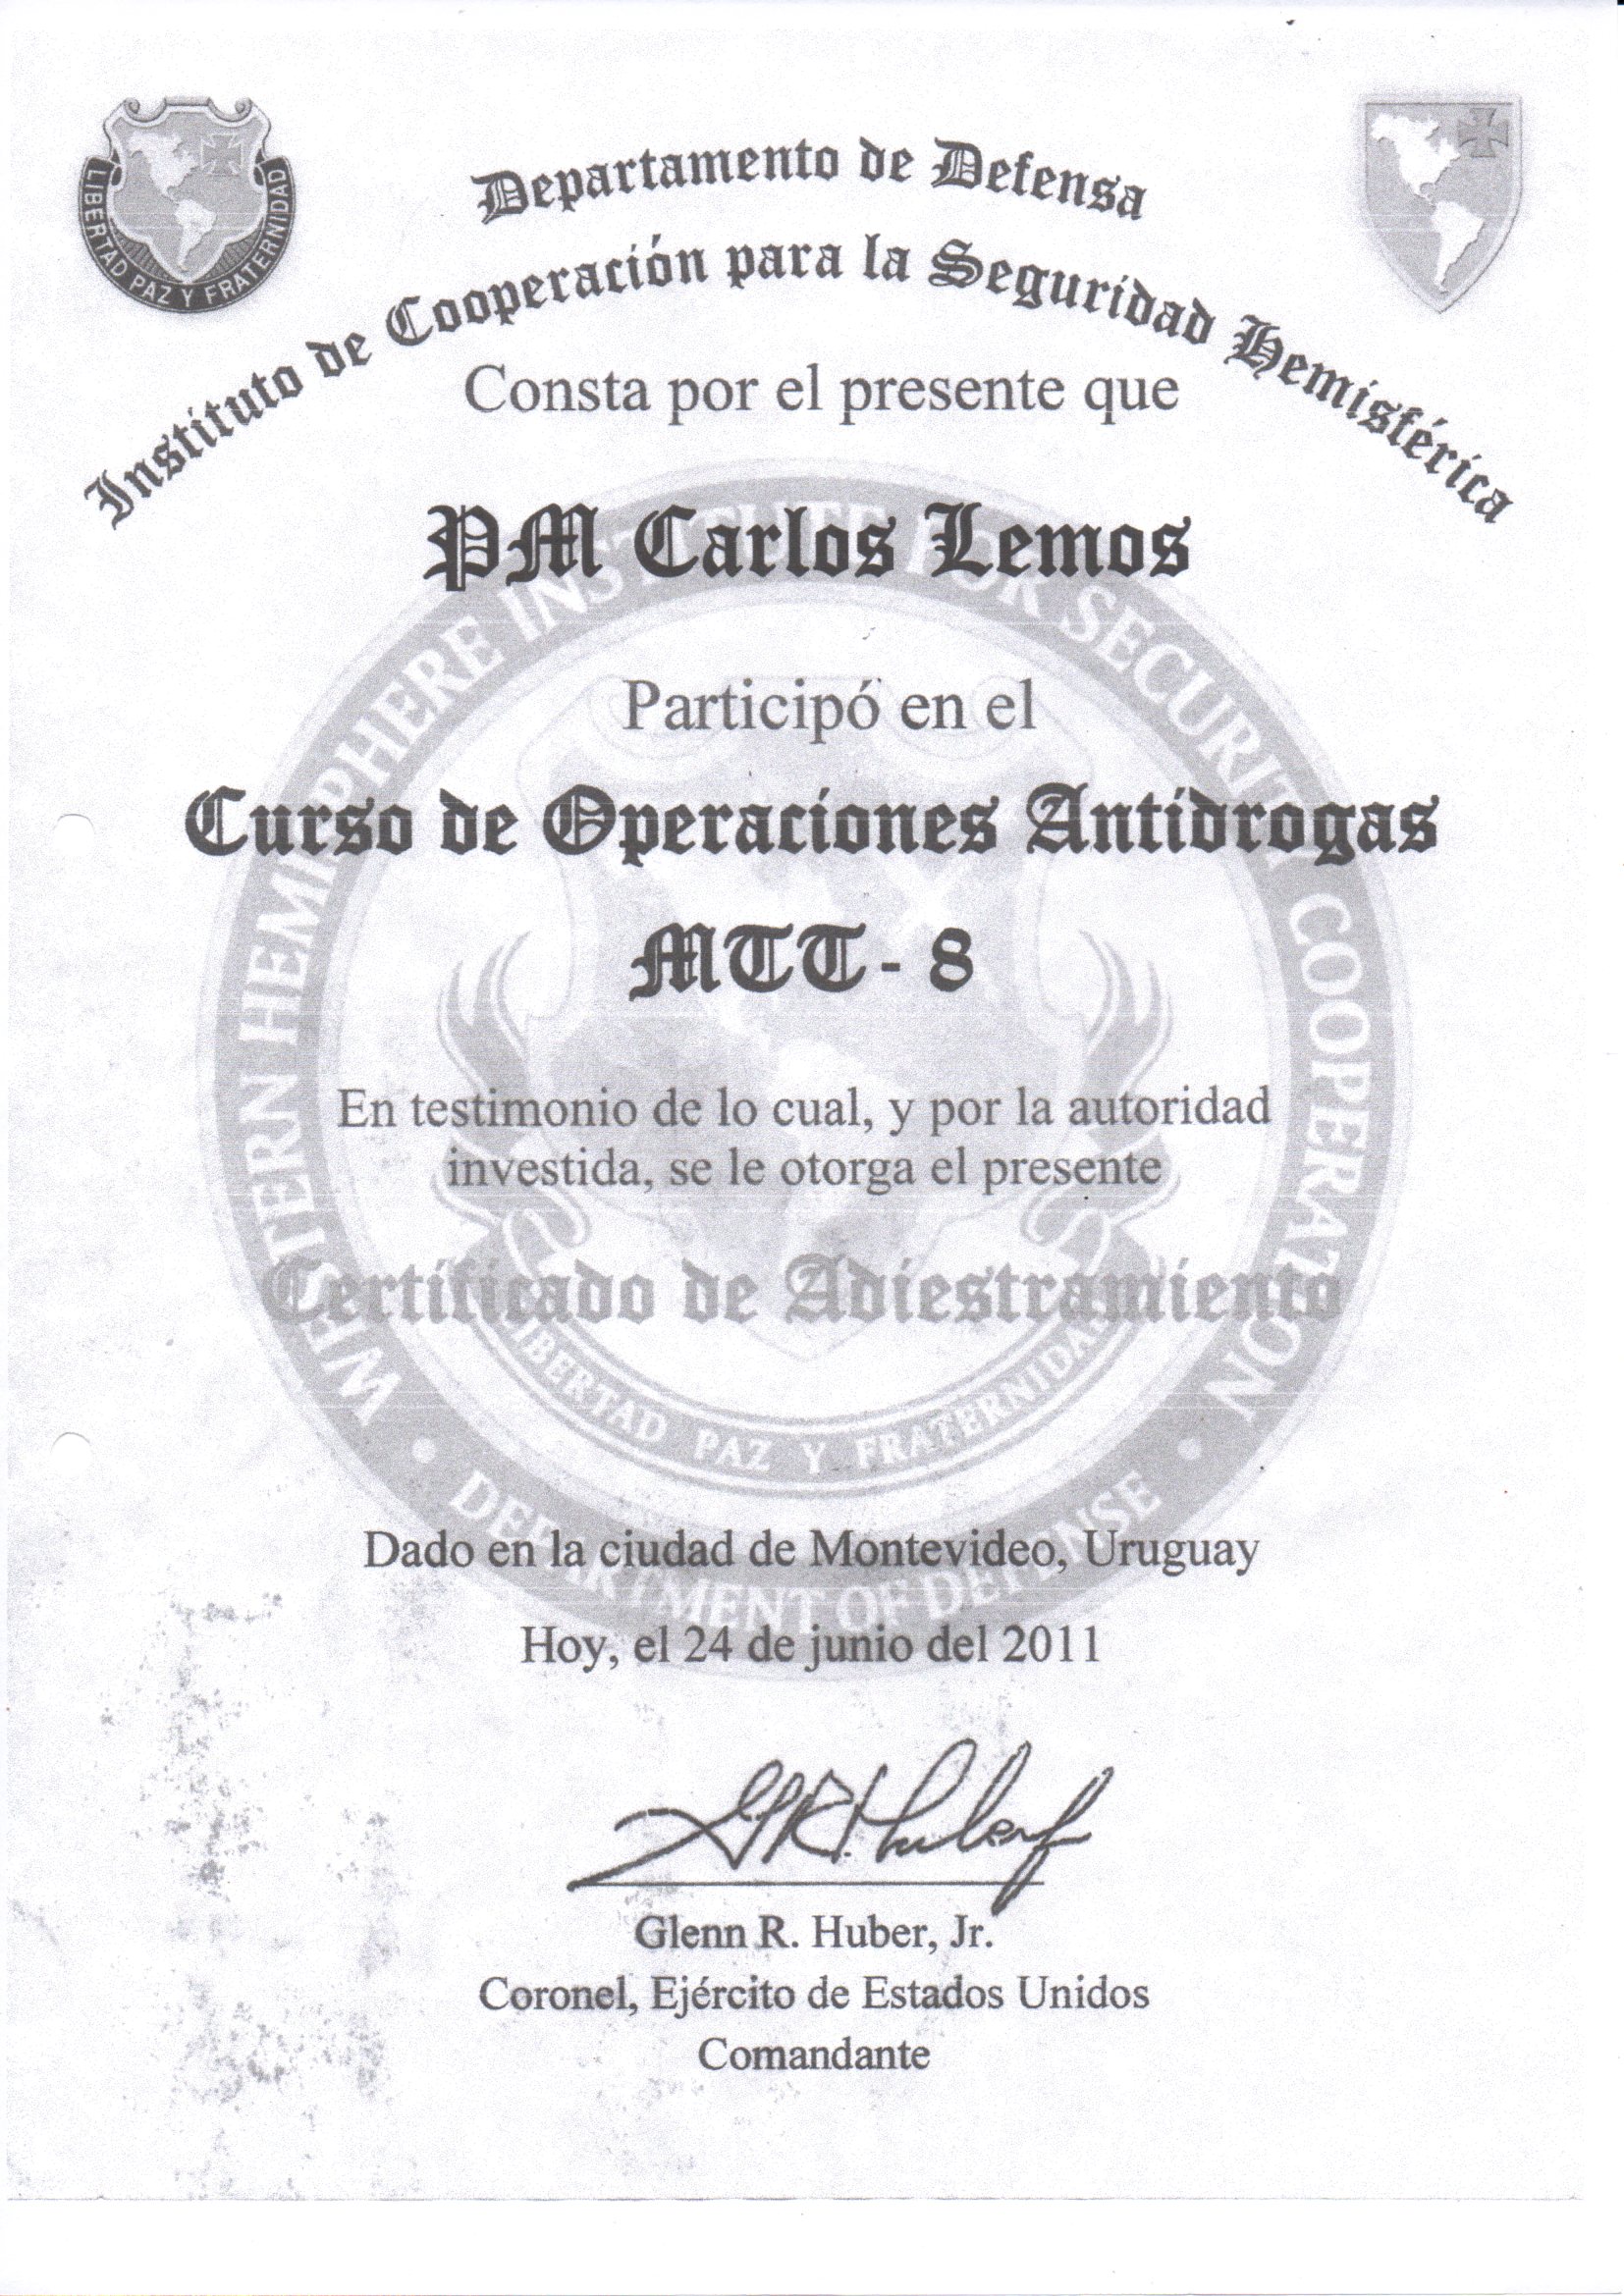 LIBERTAD PAZ Y FRATERNIDAD
Departamento de Defensa
Instituto de Cooperación para la Seguridad Hemisférica
Consta por el presente que
PM Carlos Lemos
Participó en el
Curso de Operaciones Antidrogas
MTT- 8
En testimonio de lo cual, y por la autoridad
investida, se le otorga el presente
Certificado de Adiestramiento
Dado en la ciudad de Montevideo, Uruguay
Hoy, el 24 de junio del 2011
G.R. Huber Jr
Glenn R. Huber, Jr.
Coronel, Ejército de Estados Unidos
Comandante
WESTERN HEMISPHERE INSTITUTE FOR SECURITY COOPERATION
LIBERTAD PAZ Y FRATERNIDAD
DEPARTMENT OF DEFENSE